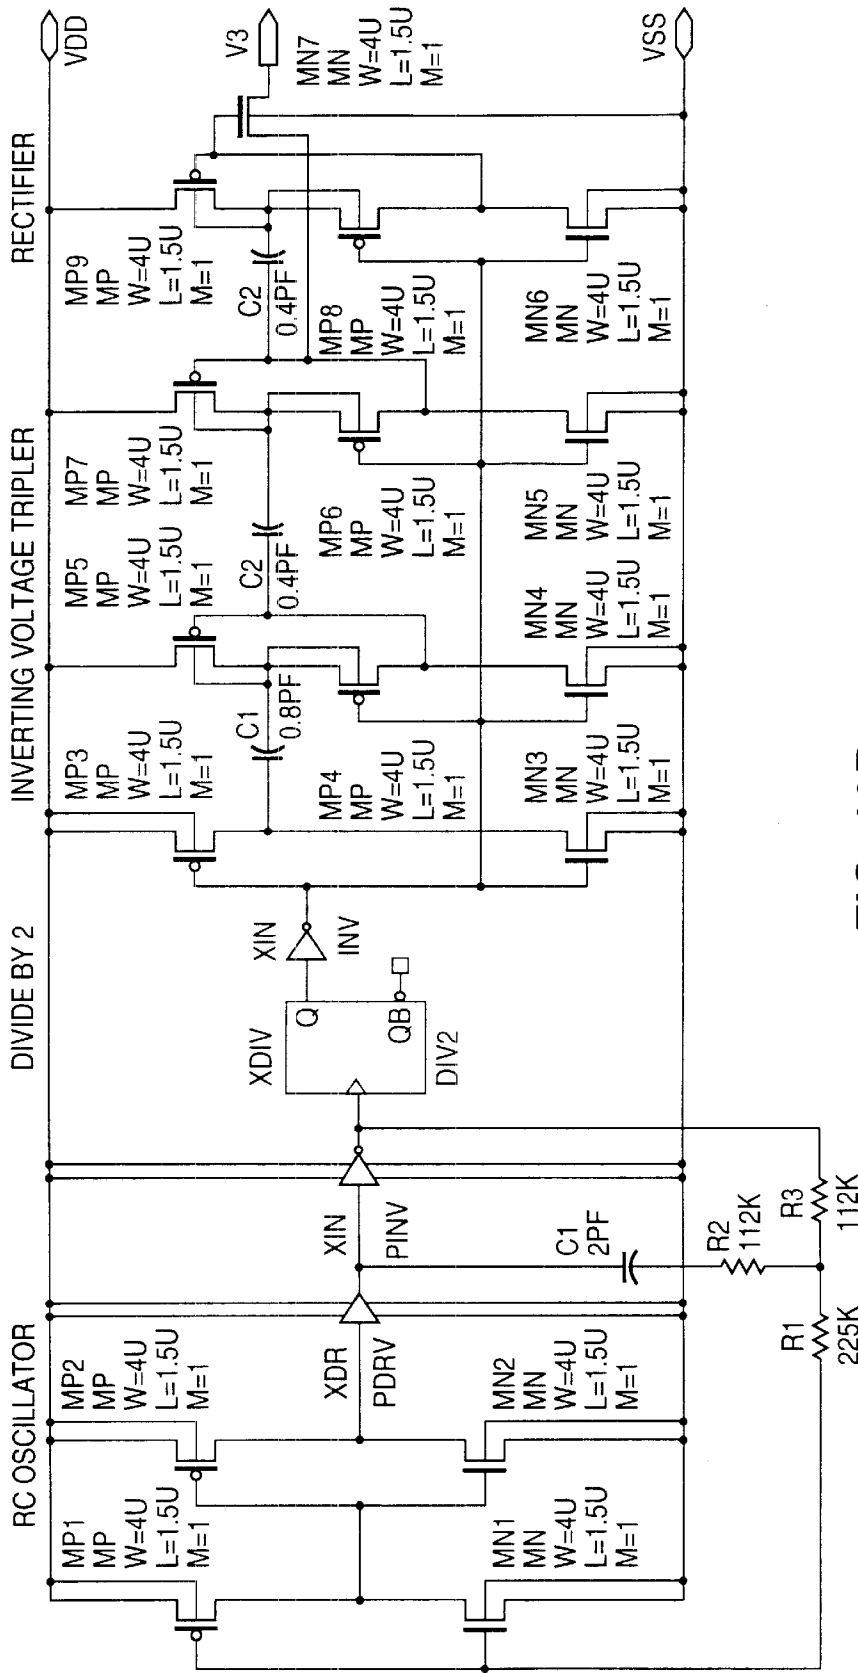 RC OSCILLATOR
DIVIDE BY 2
INVERTING VOLTAGE TRIPLER
RECTIFIER
VDD
MP1
MP
W=4U
L=1.5U
M=1
MP2
MP
W=4U
L=1.5U
M=1
MP3
MP
W=4U
L=1.5U
M=1
MP5
MP
W=4U
L=1.5U
M=1
MP7
MP
W=4U
L=1.5U
M=1
MP9
MP
W=4U
L=1.5U
M=1
V3
MN7
MN
W=4U
L=1.5U
M=1
XDR
PDRV
XIN
PINV
XDIV
Q
QB
DIV2
XIN
INV
C1
0.8PF
C2
0.4PF
C2
0.4PF
MP4
MP
W=4U
L=1.5U
M=1
MP6
MP
W=4U
L=1.5U
M=1
MP8
MP
W=4U
L=1.5U
M=1
MN1
MN
W=4U
L=1.5U
M=1
MN2
MN
W=4U
L=1.5U
M=1
C1
2PF
MN3
MN
W=4U
L=1.5U
M=1
MN4
MN
W=4U
L=1.5U
M=1
MN5
MN
W=4U
L=1.5U
M=1
MN6
MN
W=4U
L=1.5U
M=1
VSS
R2
112K
R1
225K
R3
112K